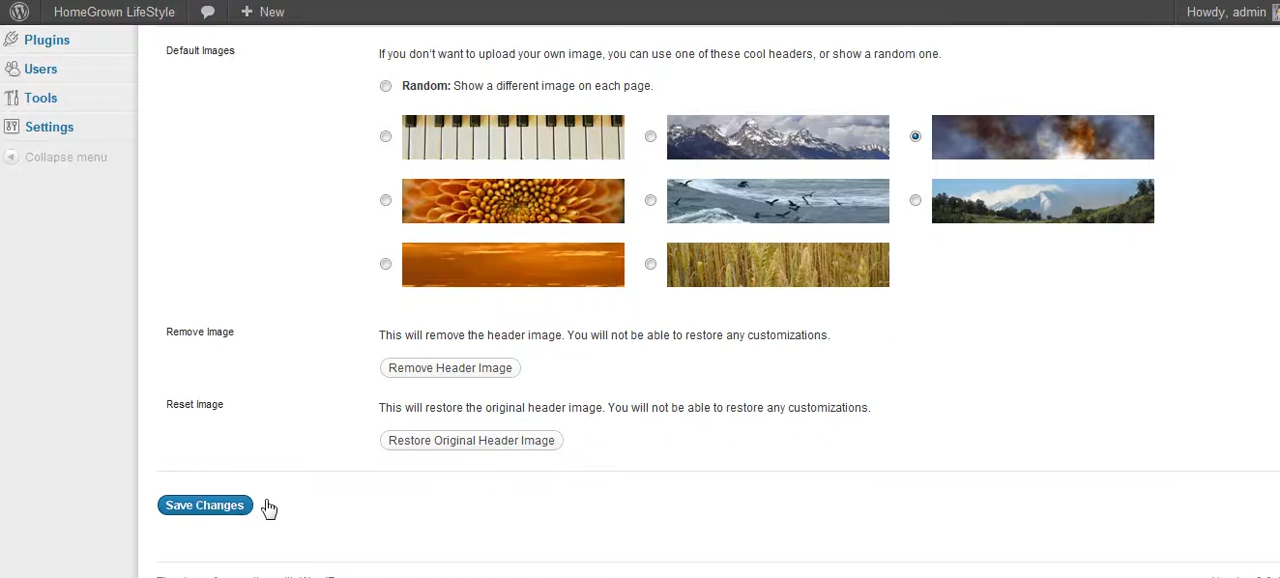 HomeGrown LifeStyle
New
Howdy, admin
Plugins
Users
Tools
Settings
Collapse menu
Default Images
If you don't want to upload your own image, you can use one of these cool headers, or show a random one.
Random: Show a different image on each page.
Remove Image
This will remove the header image. You will not be able to restore any customizations.
Remove Header Image
Reset Image
This will restore the original header image. You will not be able to restore any customizations.
Restore Original Header Image
Save Changes